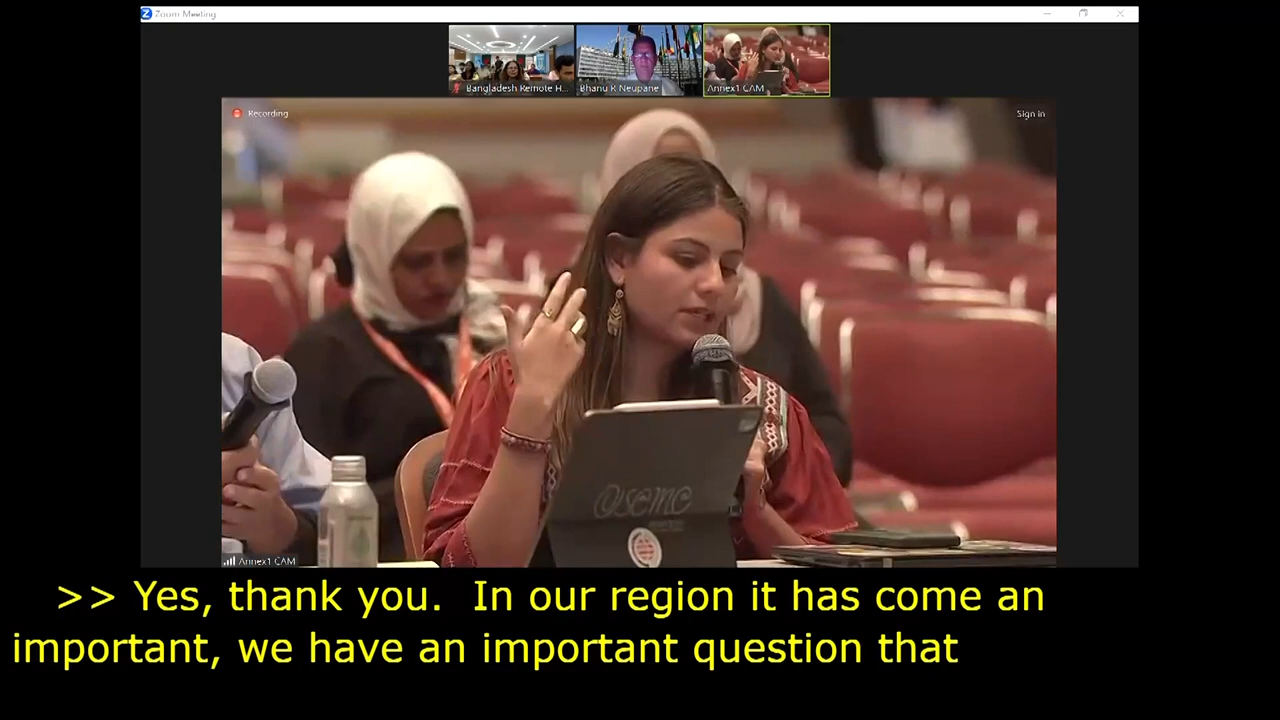 Zoom Meeting
Bangladesh Remote H...
Bhanu R Neupane
Annex1 CAM
Recording
Sign in
Annex1 CAM
>> Yes, thank you. In our region it has come an
important, we have an important question that